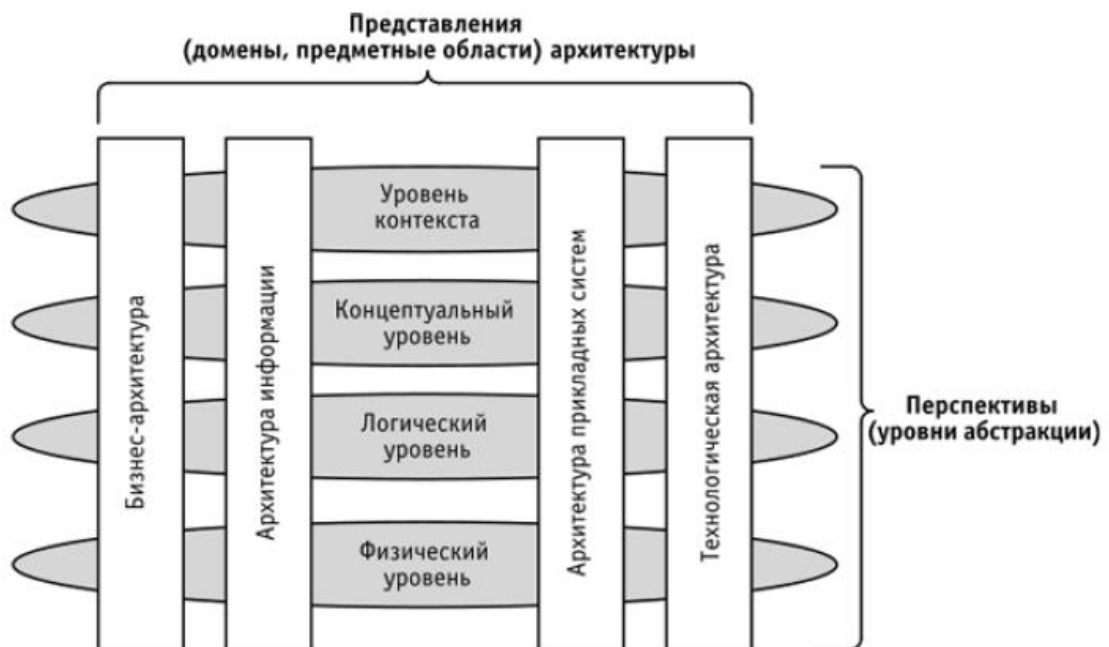 Представления
(домены, предметные области) архитектуры
Бизнес-архитектура
Архитектура информации
Уровень
контекста
Концептуальный
уровень
Логический
уровень
Физический
уровень
Архитектура прикладных систем
Технологическая архитектура
Перспективы
(уровни абстракции)